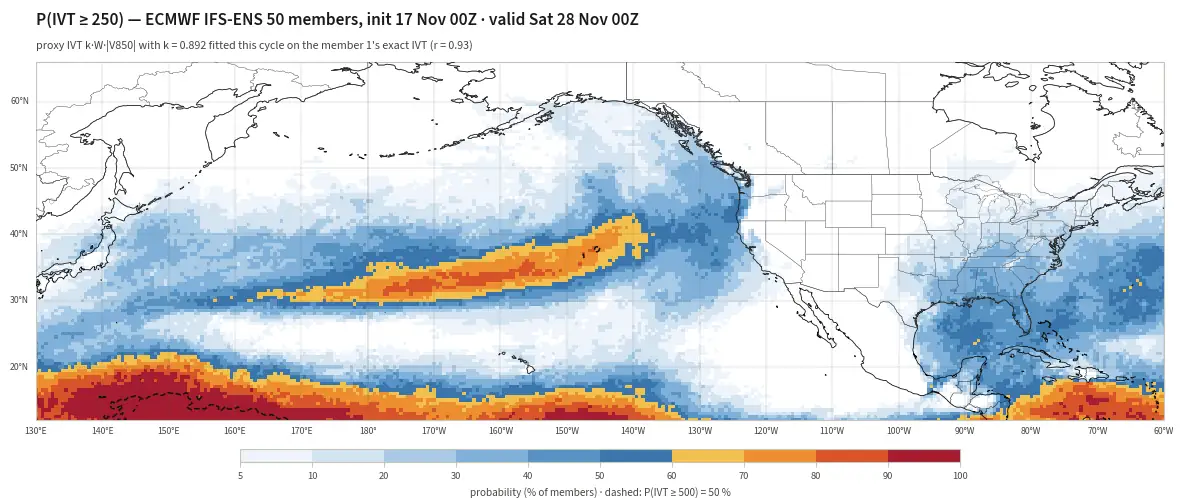 P(IVT ≥ 250) — ECMWF IFS-ENS 50 members, init 17 Nov 00Z · valid Sat 28 Nov 00Z
proxy IVT k·W·|V850| with k = 0.892 fitted this cycle on the member 1's exact IVT (r = 0.93)
60°N
50°N
40°N
30°N
20°N
130°E 140°E 150°E 160°E 170°E 180° 170°W 160°W 150°W 140°W 130°W 120°W 110°W 100°W 90°W 80°W 70°W 60°W
5 10 20 30 40 50 60 70 80 90 100
probability (% of members) · dashed: P(IVT ≥ 500) = 50 %